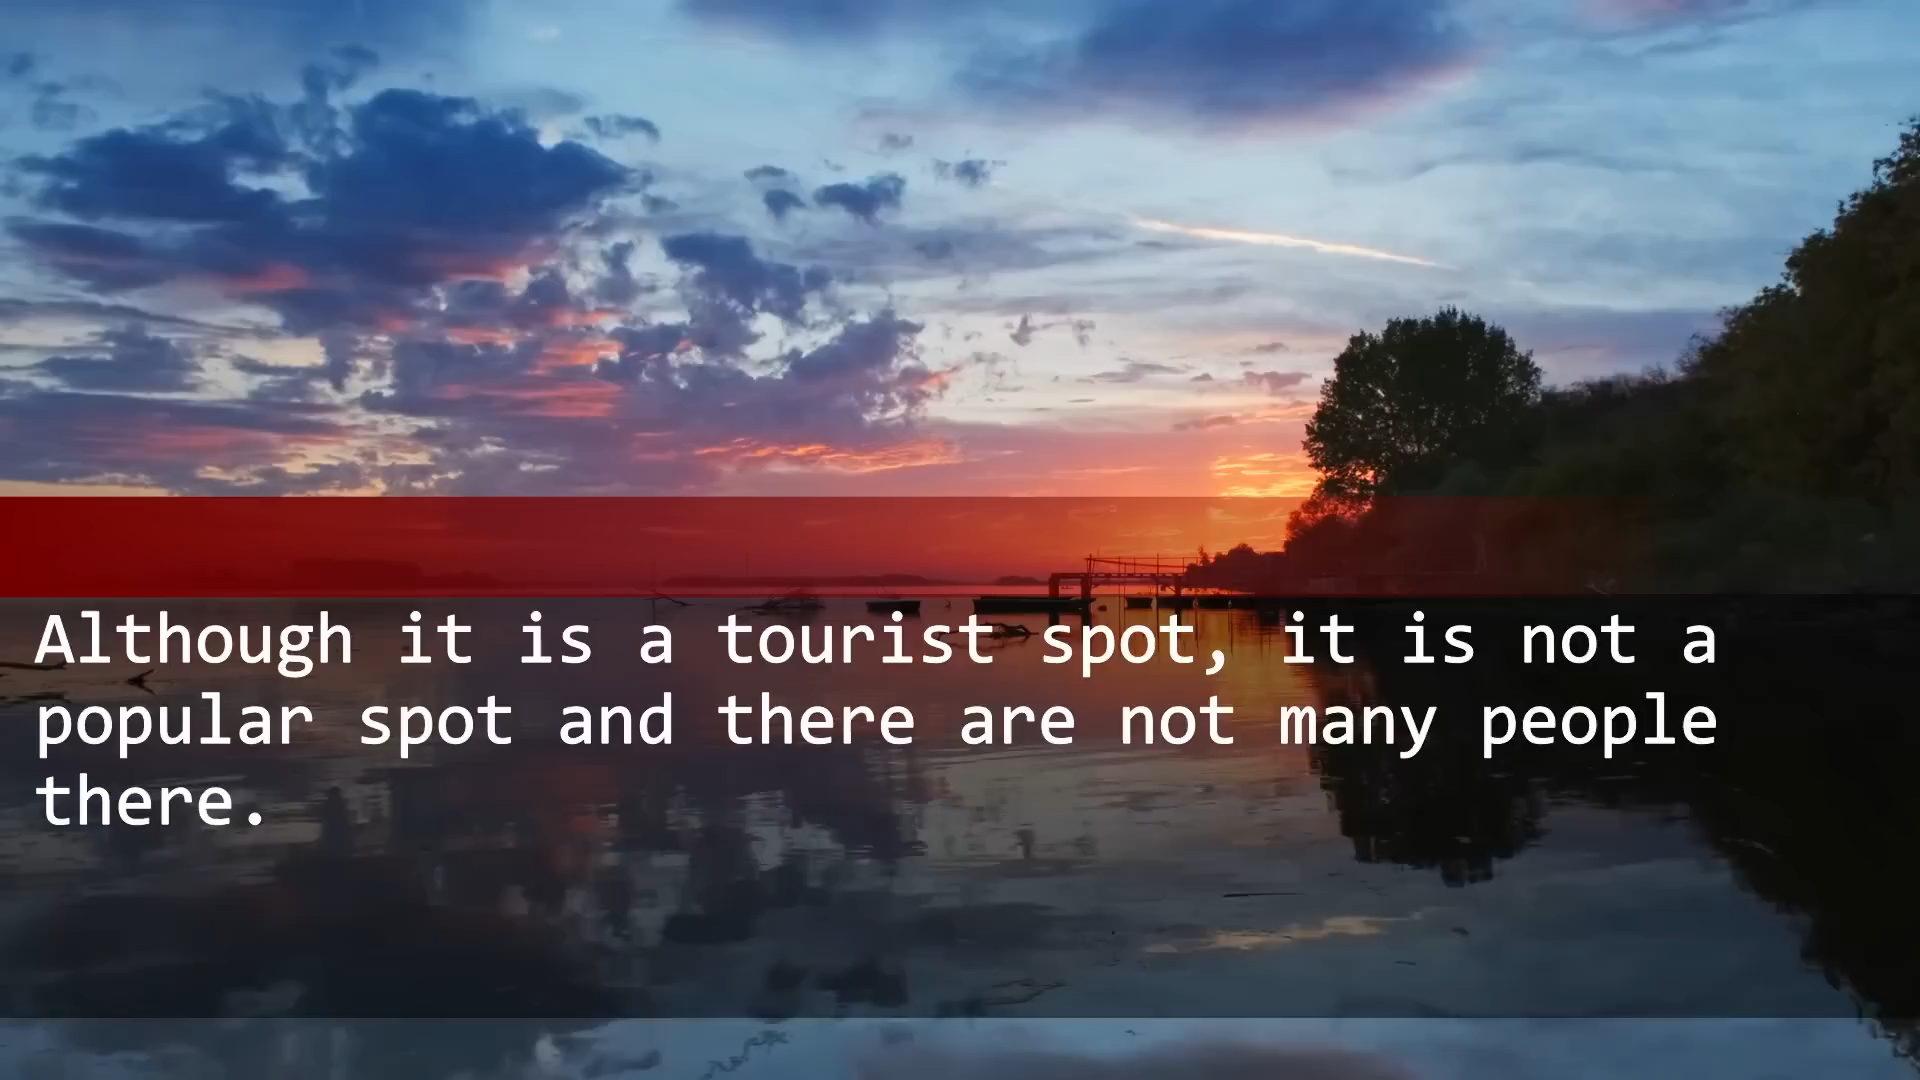 Although it is a tourist spot, it is not a
popular spot and there are not many people
there.